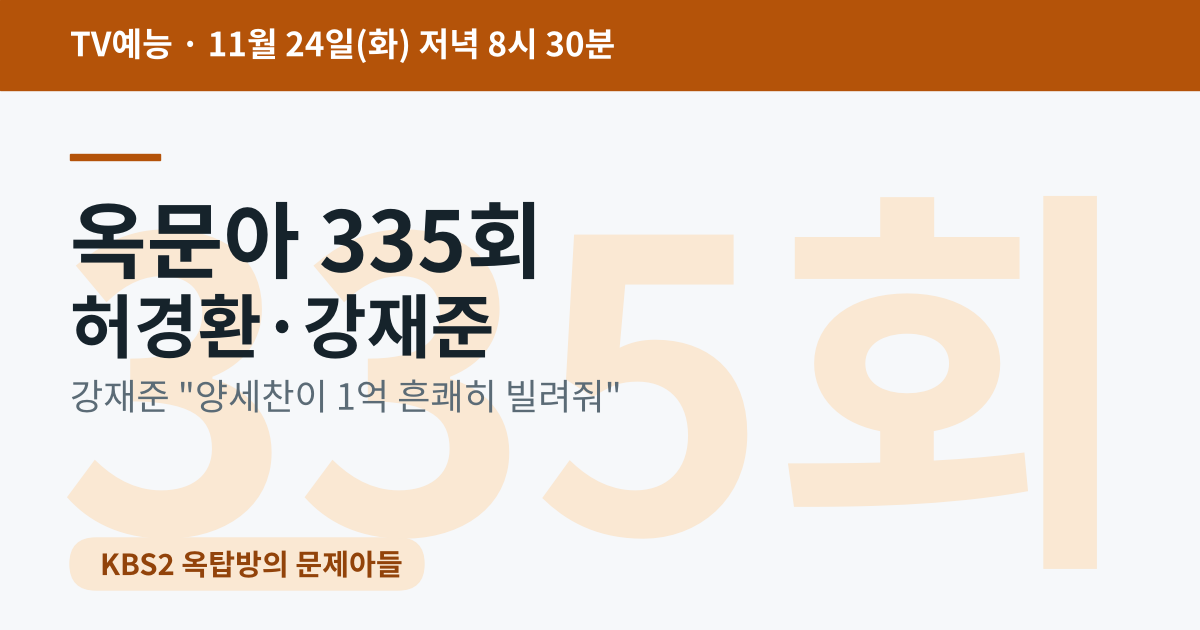 TV예능 · 11월 24일(화) 저녁 8시 30분
옥문아 335회
허경환·강재준
강재준 "양세찬이 1억 흔쾌히 빌려줘"
335회
KBS2 옥탑방의 문제아들